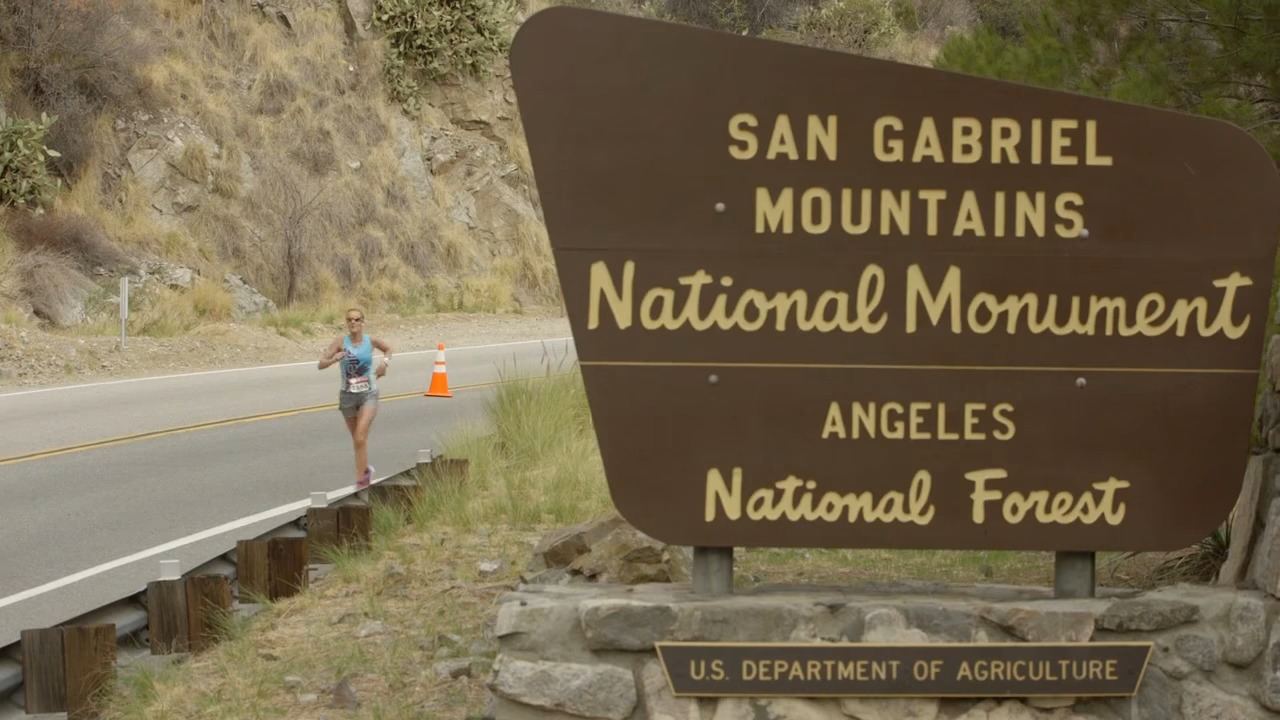 SAN GABRIEL
MOUNTAINS
National Monument
ANGELES
National Forest
U.S. DEPARTMENT OF AGRICULTURE